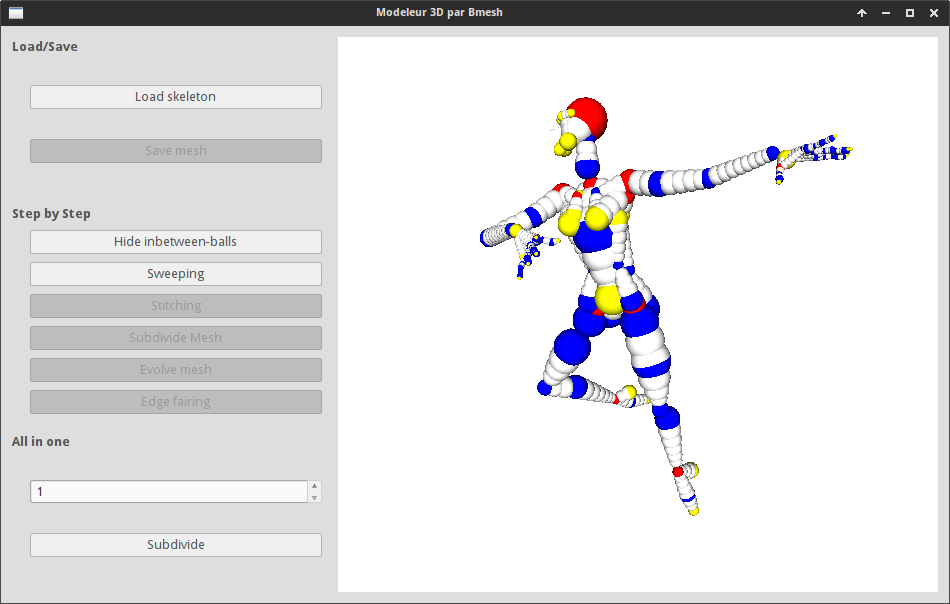 Modeleur 3D par Bmesh
Load/Save
Load skeleton
Save mesh
Step by Step
Hide inbetween-balls
Sweeping
Stitching
Subdivide Mesh
Evolve mesh
Edge fairing
All in one
1
Subdivide